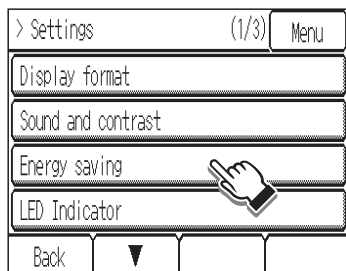 > Settings (1/3) Menu
Display format
Sound and contrast
Energy saving
LED Indicator
Back ▼